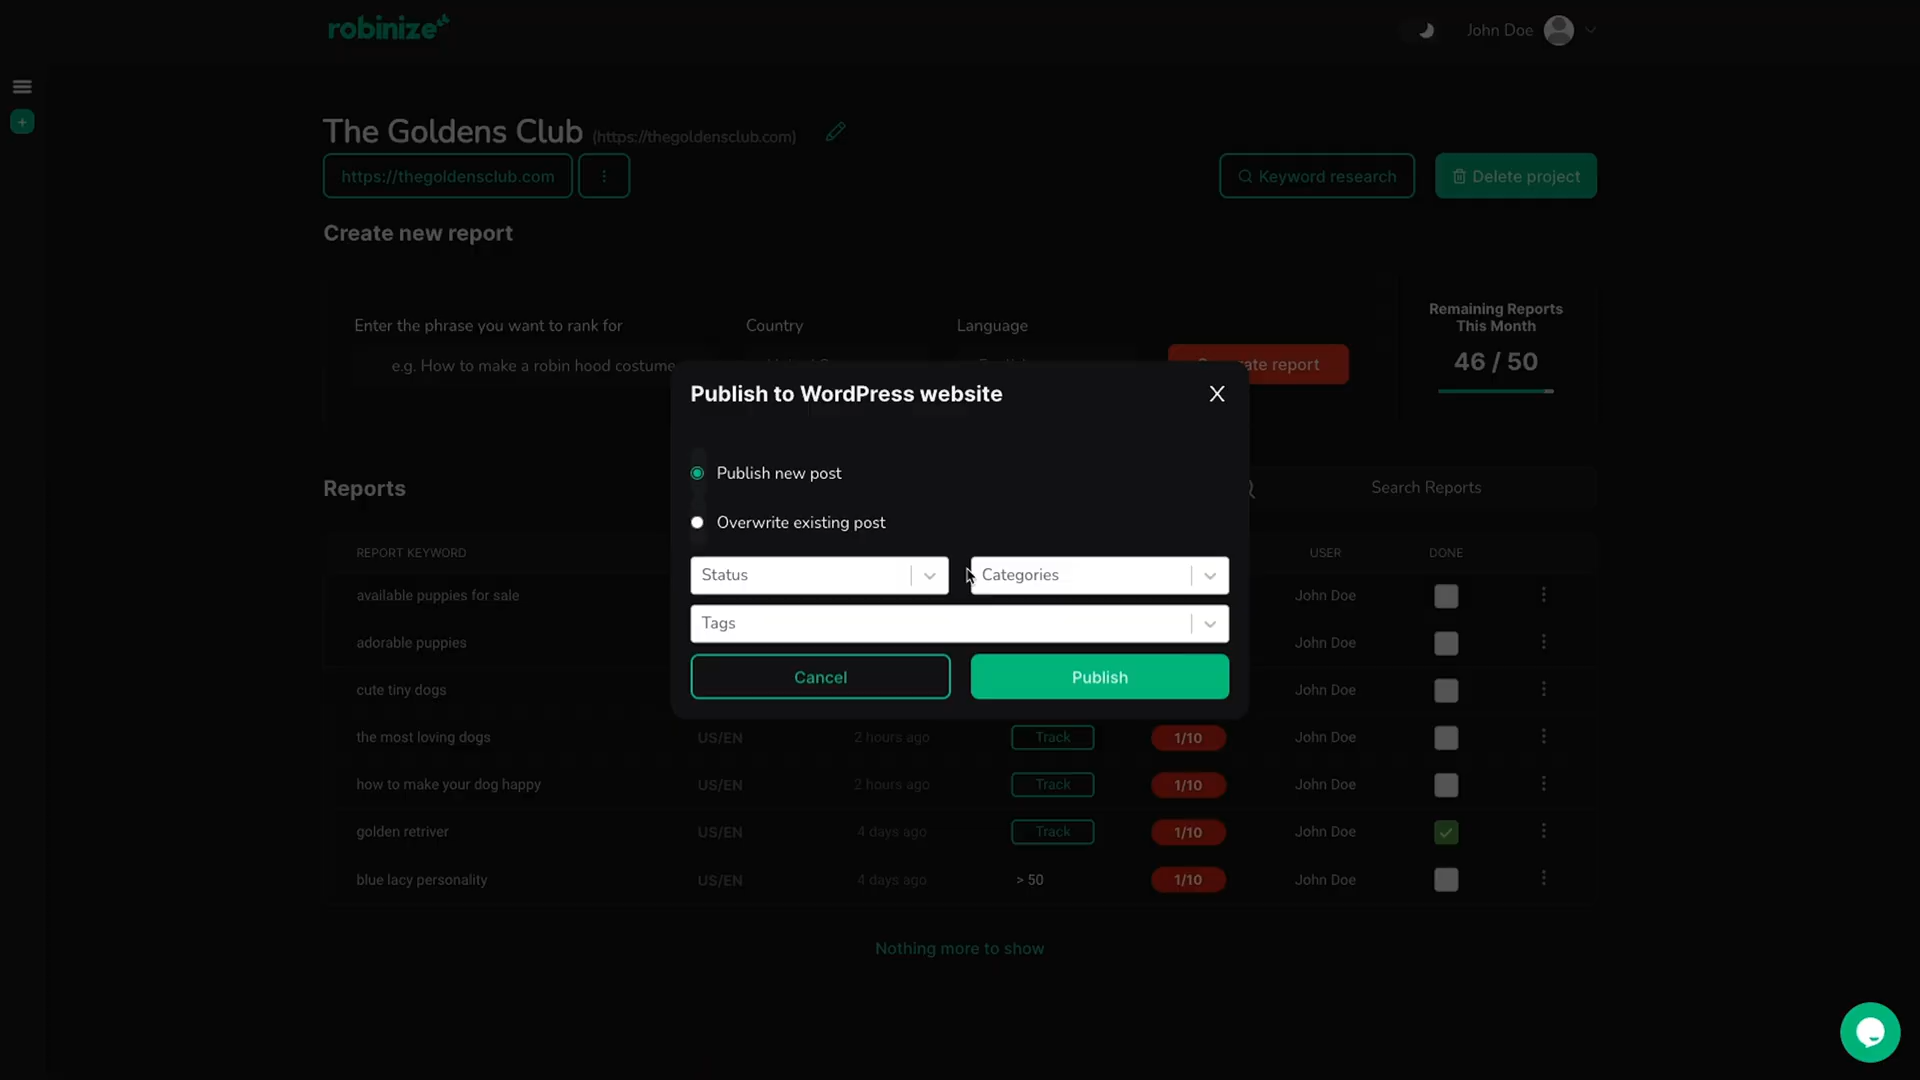 robinize
John Doe
+
The Goldens Club (https://thegoldensclub.com)
https://thegoldensclub.com
Keyword research
Delete project
Create new report
Enter the phrase you want to rank for
Country
Language
e.g. How to make a robin hood costume
Remaining Reports
This Month
46 / 50
Publish to WordPress website
X
Publish new post
Overwrite existing post
Status
Categories
Tags
Cancel
Publish
Reports
Search Reports
REPORT KEYWORD
USER
DONE
available puppies for sale
John Doe
adorable puppies
John Doe
cute tiny dogs
John Doe
the most loving dogs US/EN 2 hours ago Track 1/10 John Doe
how to make your dog happy US/EN 2 hours ago Track 1/10 John Doe
golden retriver US/EN 4 days ago Track 1/10 John Doe
blue lacy personality US/EN 4 days ago > 50 1/10 John Doe
Nothing more to show